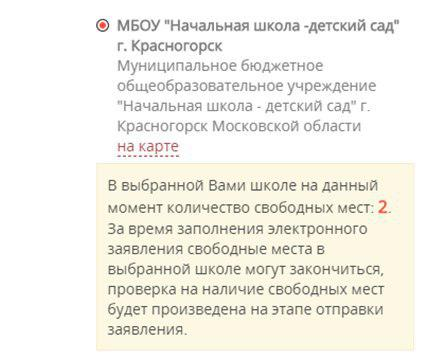 МБОУ "Начальная школа -детский сад"
г. Красногорск
Муниципальное бюджетное
общеобразовательное учреждение
"Начальная школа - детский сад" г.
Красногорск Московской области
на карте
В выбранной Вами школе на данный
момент количество свободных мест: 2.
За время заполнения электронного
заявления свободные места в
выбранной школе могут закончиться,
проверка на наличие свободных мест
будет произведена на этапе отправки
заявления.